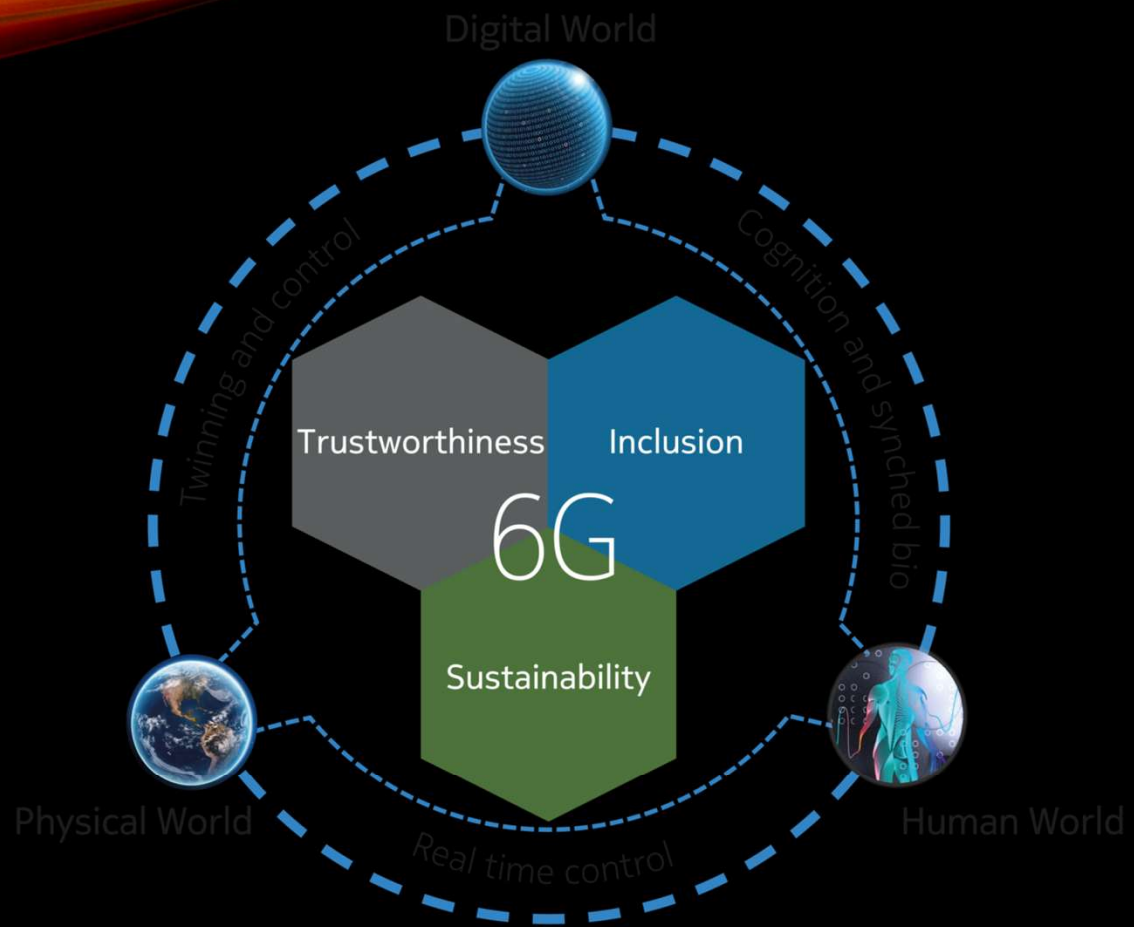 Digital World
Twinning and control
Cognition and synched bio
Trustworthiness
Inclusion
6G
Sustainability
Physical World
Human World
Real time control